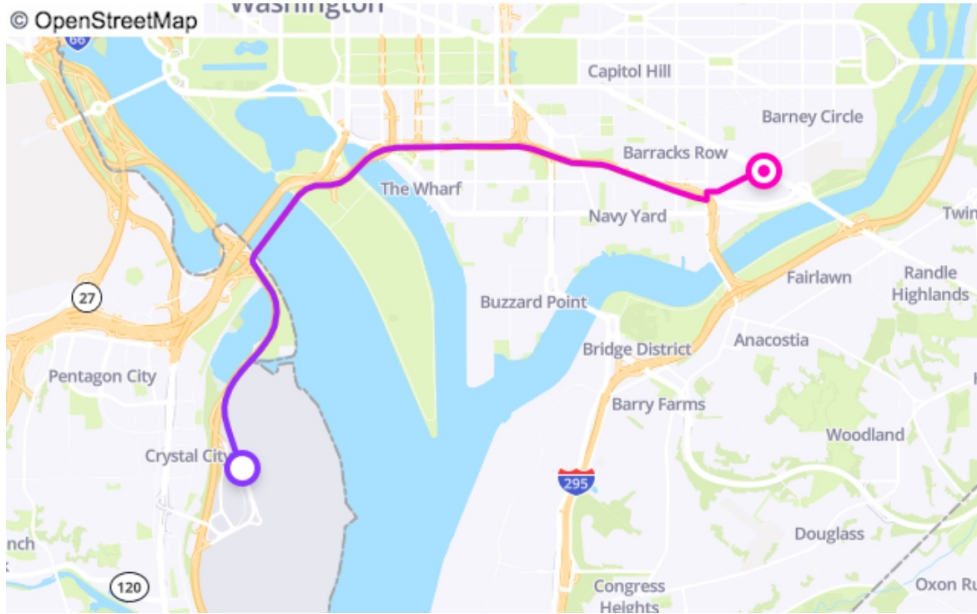 © OpenStreetMap
Washington
66
Capitol Hill
Barney Circle
Barracks Row
The Wharf
Navy Yard
Twin
Fairlawn
Randle
Highlands
27
Buzzard Point
Anacostia
Bridge District
Pentagon City
Barry Farms
Woodland
Crystal City
295
Douglass
nch
120
Congress
Heights
Oxon Ru